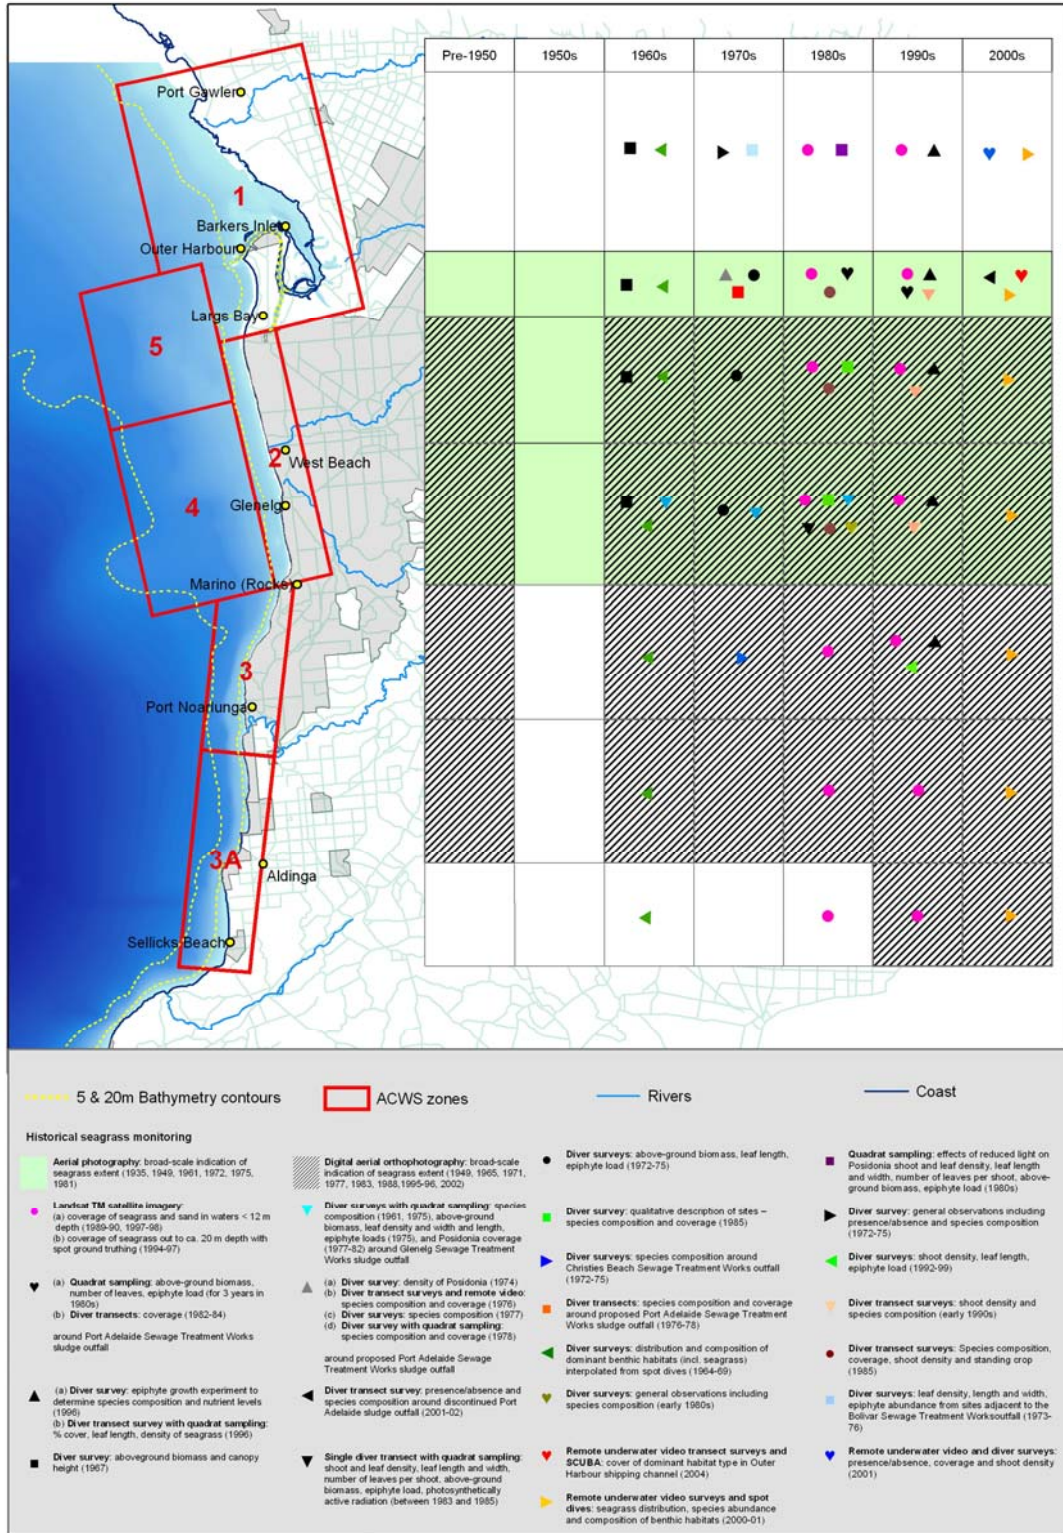 Pre-1950 1950s 1960s 1970s 1980s 1990s 2000s
Port Gawler
1
Barkers Inlet
Outer Harbour
Largs Bay
5
2
West Beach
4
Glenelg
Marino (Rocks)
3
Port Noarlunga
3A
Aldinga
Sellicks Beach
5 & 20m Bathymetry contours
ACWS zones
Rivers
Coast
Historical seagrass monitoring
Aerial photography: broad-scale
indication of
seagrass extent (1935, 1949, 1961, 1972, 1975,
1981)
Landsat TM satellite imagery:
(a) coverage of seagrass and sand in waters < 12 m
depth (1989-90, 1997-98)
(b) coverage of seagrass out to ca. 20 m depth with
spot ground truthing (1994-97)
(a) Quadrat sampling: above-ground biomass,
number of leaves, epiphyte load (for 3 years in
1980s)
(b) Diver transects: coverage (1982-84)
around Port Adelaide Sewage Treatment Works
sludge outfall
(a) Diver survey: epiphyte growth experiment to
determine species composition and nutrient levels
(1996)
(b) Diver transect survey with quadrat sampling:
% cover, leaf length, density of seagrass (1996)
Diver survey: aboveground biomass and canopy
height (1967)
Digital aerial orthophotography: broad-scale
indication of seagrass extent (1949, 1965, 1971,
1977, 1983, 1988,1995-96, 2002)
Diver surveys with quadrat sampling: species
composition (1961, 1975), above-ground
biomass, leaf density and width and length,
epiphyte loads (1975), and Posidonia coverage
(1977-82) around Glenelg Sewage Treatment
Works sludge outfall
(a) Diver survey: density of Posidonia (1974)
(b) Diver transect surveys and remote video:
species composition and coverage (1976)
(c) Diver surveys: species composition (1977)
(d) Diver survey with quadrat sampling:
species composition and coverage (1978)
around proposed Port Adelaide Sewage
Treatment Works sludge outfall
Diver transect survey: presence/absence and
species composition around discontinued Port
Adelaide sludge outfall (2001-02)
Single diver transect with quadrat sampling:
shoot and leaf density, leaf length and width,
number of leaves per shoot, above-ground
biomass, epiphyte load, photosynthetically
active radiation (between 1983 and 1985)
Diver surveys: above-ground biomass, leaf length,
epiphyte load (1972-75)
Diver survey: qualitative description of sites –
species composition and coverage (1985)
Diver surveys: species composition around
Christies Beach Sewage Treatment Works outfall
(1972-75)
Diver transects: species composition and coverage
around proposed Port Adelaide Sewage Treatment
Works sludge outfall (1976-78)
Diver surveys: distribution and composition of
dominant benthic habitats (incl. seagrass)
interpolated from spot dives (1964-69)
Diver surveys: general observations including
species composition (early 1980s)
Remote underwater video transect surveys and
SCUBA: cover of dominant habitat type in Outer
Harbour shipping channel (2004)
Remote underwater video surveys and spot
dives: seagrass distribution, species abundance
and composition of benthic habitats (2000-01)
Quadrat sampling: effects of reduced light on
Posidonia shoot and leaf density, leaf length
and width, number of leaves per shoot, above-
ground biomass, epiphyte load (1980s)
Diver survey: general observations including
presence/absence and species composition
(1972-75)
Diver surveys: shoot density, leaf length,
epiphyte load (1992-99)
Diver transect surveys: shoot density and
species composition (early 1990s)
Diver transect surveys: Species composition,
coverage, shoot density and standing crop
(1985)
Diver surveys: leaf density, length and width,
epiphyte abundance from sites adjacent to the
Bolivar Sewage Treatment Worksoutfall (1973-
76)
Remote underwater video and diver surveys:
presence/absence, coverage and shoot density
(2001)